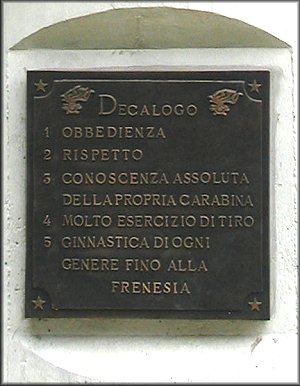 DECALOGO
1 OBBEDIENZA
2 RISPETTO
3 CONOSCENZA ASSOLUTA
DELLA PROPRIA CARABINA
4 MOLTO ESERCIZIO DI TIRO
5 GINNASTICA DI OGNI
GENERE FINO ALLA
FRENESIA